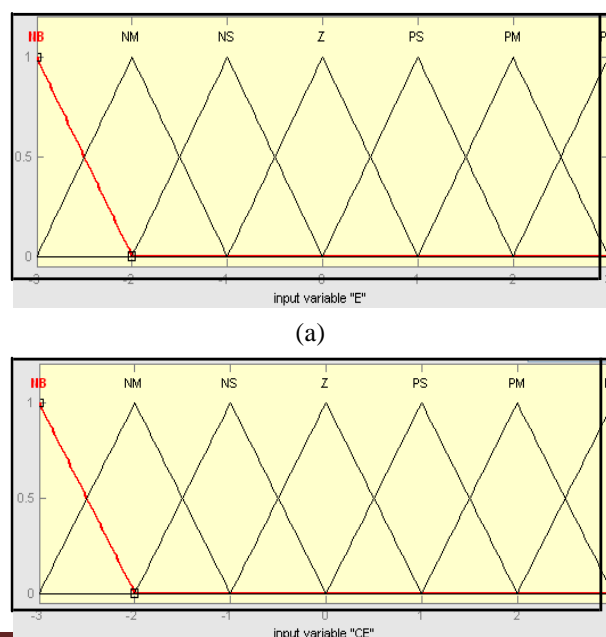 NB NM NS Z PS PM P
1
0.5
0
-3 -2 -1 0 1 2
input variable "E"
(a)
NB NM NS Z PS PM
1
0.5
0
-3 -2 -1 0 1 2
input variable "CE"